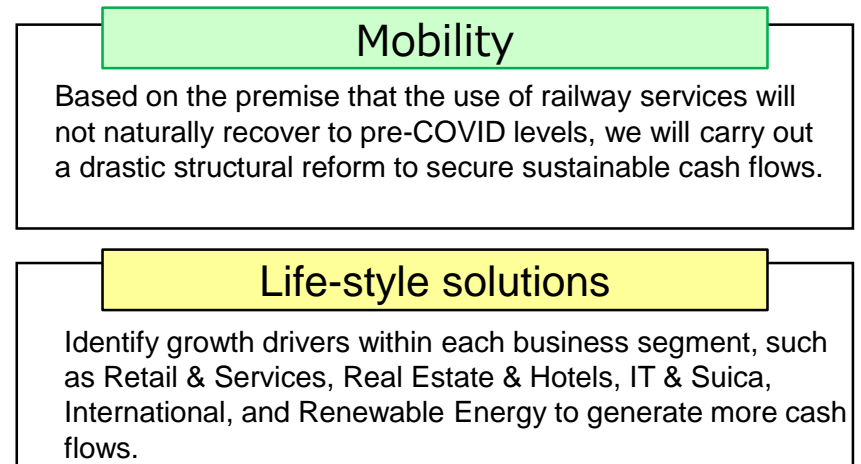 Mobility
Based on the premise that the use of railway services will
not naturally recover to pre-COVID levels, we will carry out
a drastic structural reform to secure sustainable cash flows.
Life-style solutions
Identify growth drivers within each business segment, such
as Retail & Services, Real Estate & Hotels, IT & Suica,
International, and Renewable Energy to generate more cash
flows.